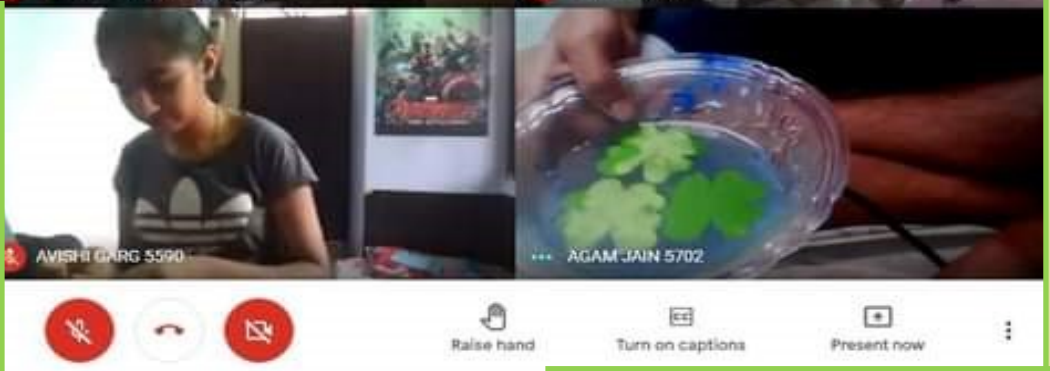 AVISHI GARG 5590
AGAM JAIN 5702
Raise hand
Turn on captions
Present now